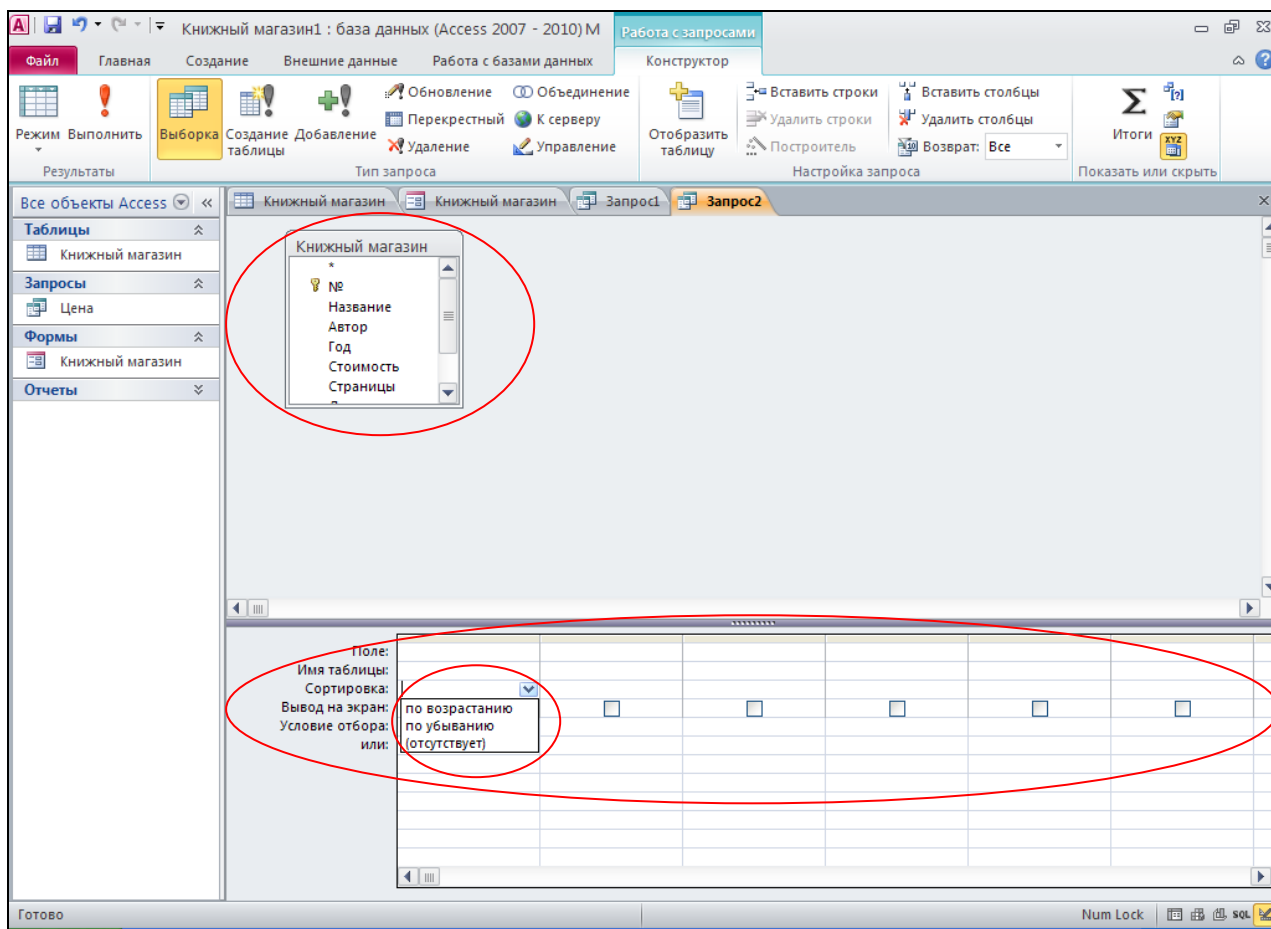 Книжный магазин1 : база данных (Access 2007 - 2010) M
Работа с запросами
Файл Главная Создание Внешние данные Работа с базами данных Конструктор
Режим Выполнить
Результаты
Выборка Создание таблицы Добавление
Обновление Объединение
Перекрестный К серверу
Удаление Управление
Тип запроса
Отобразить таблицу
Вставить строки Вставить столбцы
Удалить строки Удалить столбцы
Построитель Возврат: Все
Настройка запроса
Итоги
XYZ
Показать или скрыть
Все объекты Access
Таблицы
Книжный магазин
Запросы
Цена
Формы
Книжный магазин
Отчеты
Книжный магазин Книжный магазин Запрос1 Запрос2
Книжный магазин
*
№
Название
Автор
Год
Стоимость
Страницы
Поле:
Имя таблицы:
Сортировка:
Вывод на экран:
Условие отбора:
или:
по возрастанию
по убыванию
(отсутствует)
Готово
Num Lock
SQL